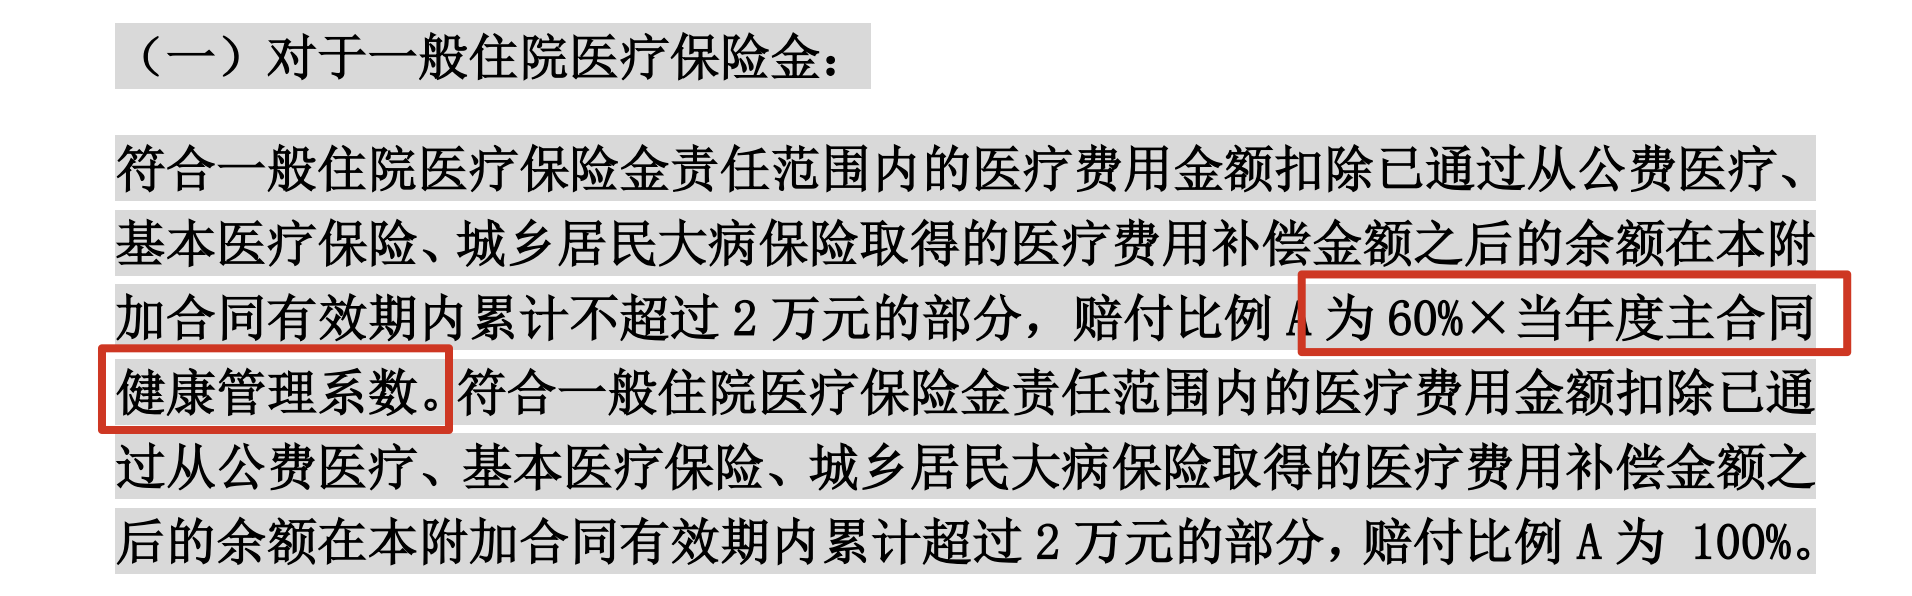 （一）对于一般住院医疗保险金：
符合一般住院医疗保险金责任范围内的医疗费用金额扣除已通过从公费医疗、
基本医疗保险、城乡居民大病保险取得的医疗费用补偿金额之后的余额在本附
加合同有效期内累计不超过 2 万元的部分，赔付比例 A 为 60%×当年度主合同
健康管理系数。符合一般住院医疗保险金责任范围内的医疗费用金额扣除已通
过从公费医疗、基本医疗保险、城乡居民大病保险取得的医疗费用补偿金额之
后的余额在本附加合同有效期内累计超过 2 万元的部分，赔付比例 A 为 100%。